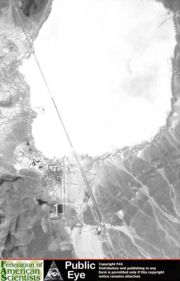 Federation of
American
Scientists
Public
Eye
Copyright FAS
Distribution and publishing in any
form is permitted only if this copyright
notice remains attached.